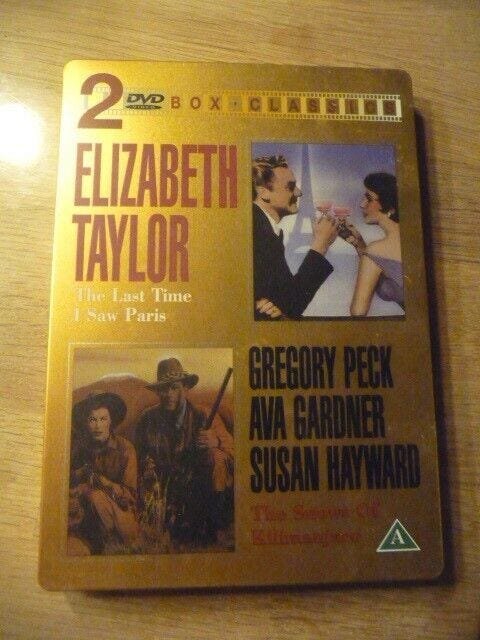 2 DVD BOX CLASSICS
VIDEO
ELIZABETH
TAYLOR
The Last Time
I Saw Paris
GREGORY PECK
AVA GARDNER
SUSAN HAYWARD
The Snows Of
Kilimanjaro
A